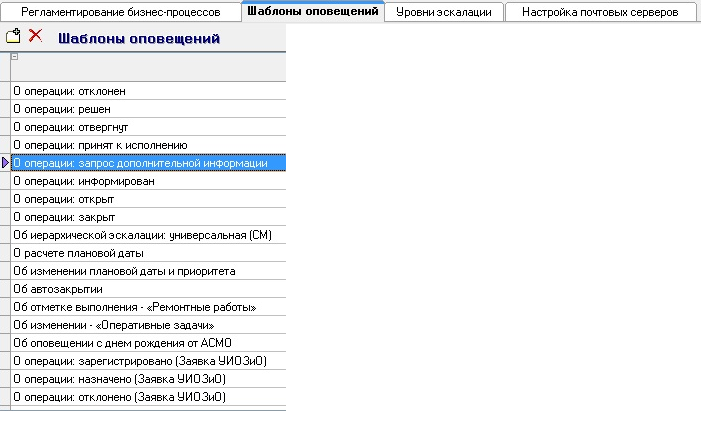 Регламентирование бизнес-процессов
Шаблоны оповещений
Уровни эскалации
Настройка почтовых серверов
Шаблоны оповещений
О операции: отклонен
О операции: решен
О операции: отвергнут
О операции: принят к исполнению
О операции: запрос дополнительной информации
О операции: информирован
О операции: открыт
О операции: закрыт
Об иерархической эскалации: универсальная (СМ)
О расчете плановой даты
Об изменении плановой даты и приоритета
Об автозакрытии
Об отметке выполнения - «Ремонтные работы»
Об изменении - «Оперативные задачи»
Об оповещении с днем рождения от АСМО
О операции: зарегистрировано (Заявка УИОЗиО)
О операции: назначено (Заявка УИОЗиО)
О операции: отклонено (Заявка УИОЗиО)